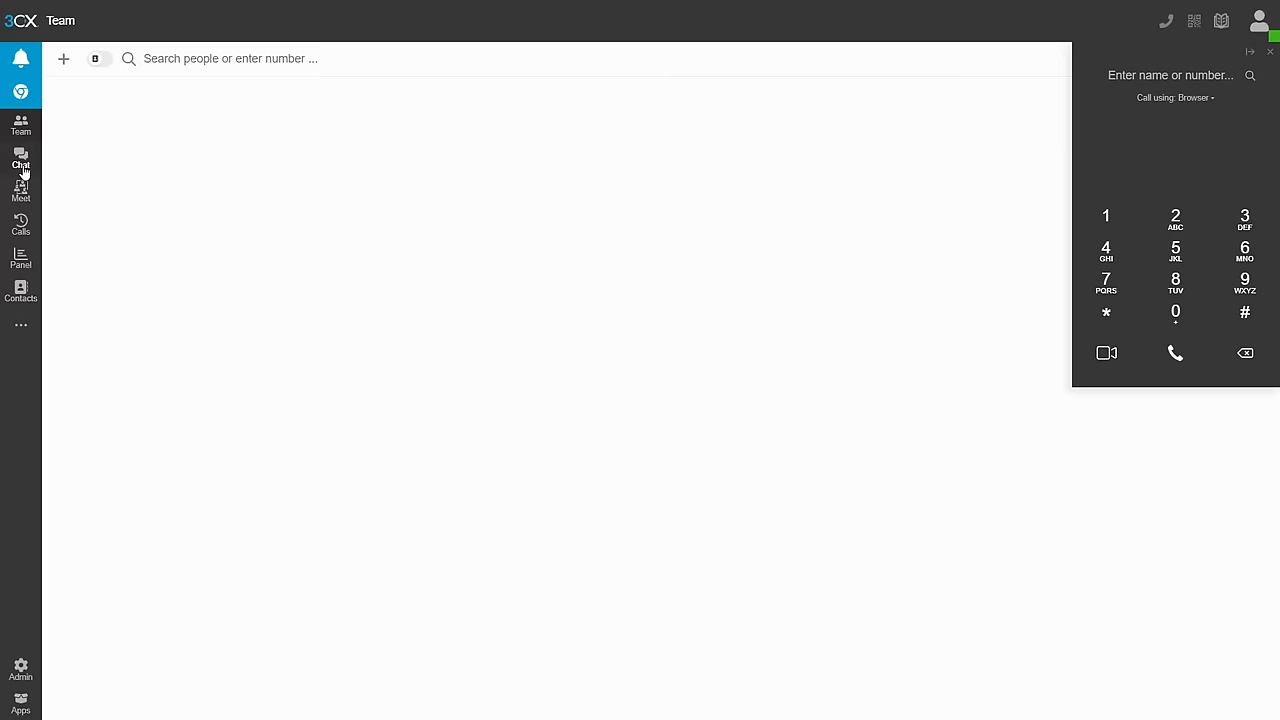 3CX Team
Search people or enter number ...
Enter name or number...
Call using: Browser
Team
Chat
Meet
Calls
Panel
Contacts
Admin
Apps
1
2
ABC
3
DEF
4
GHI
5
JKL
6
MNO
7
PQRS
8
TUV
9
WXYZ
*
0
+
#